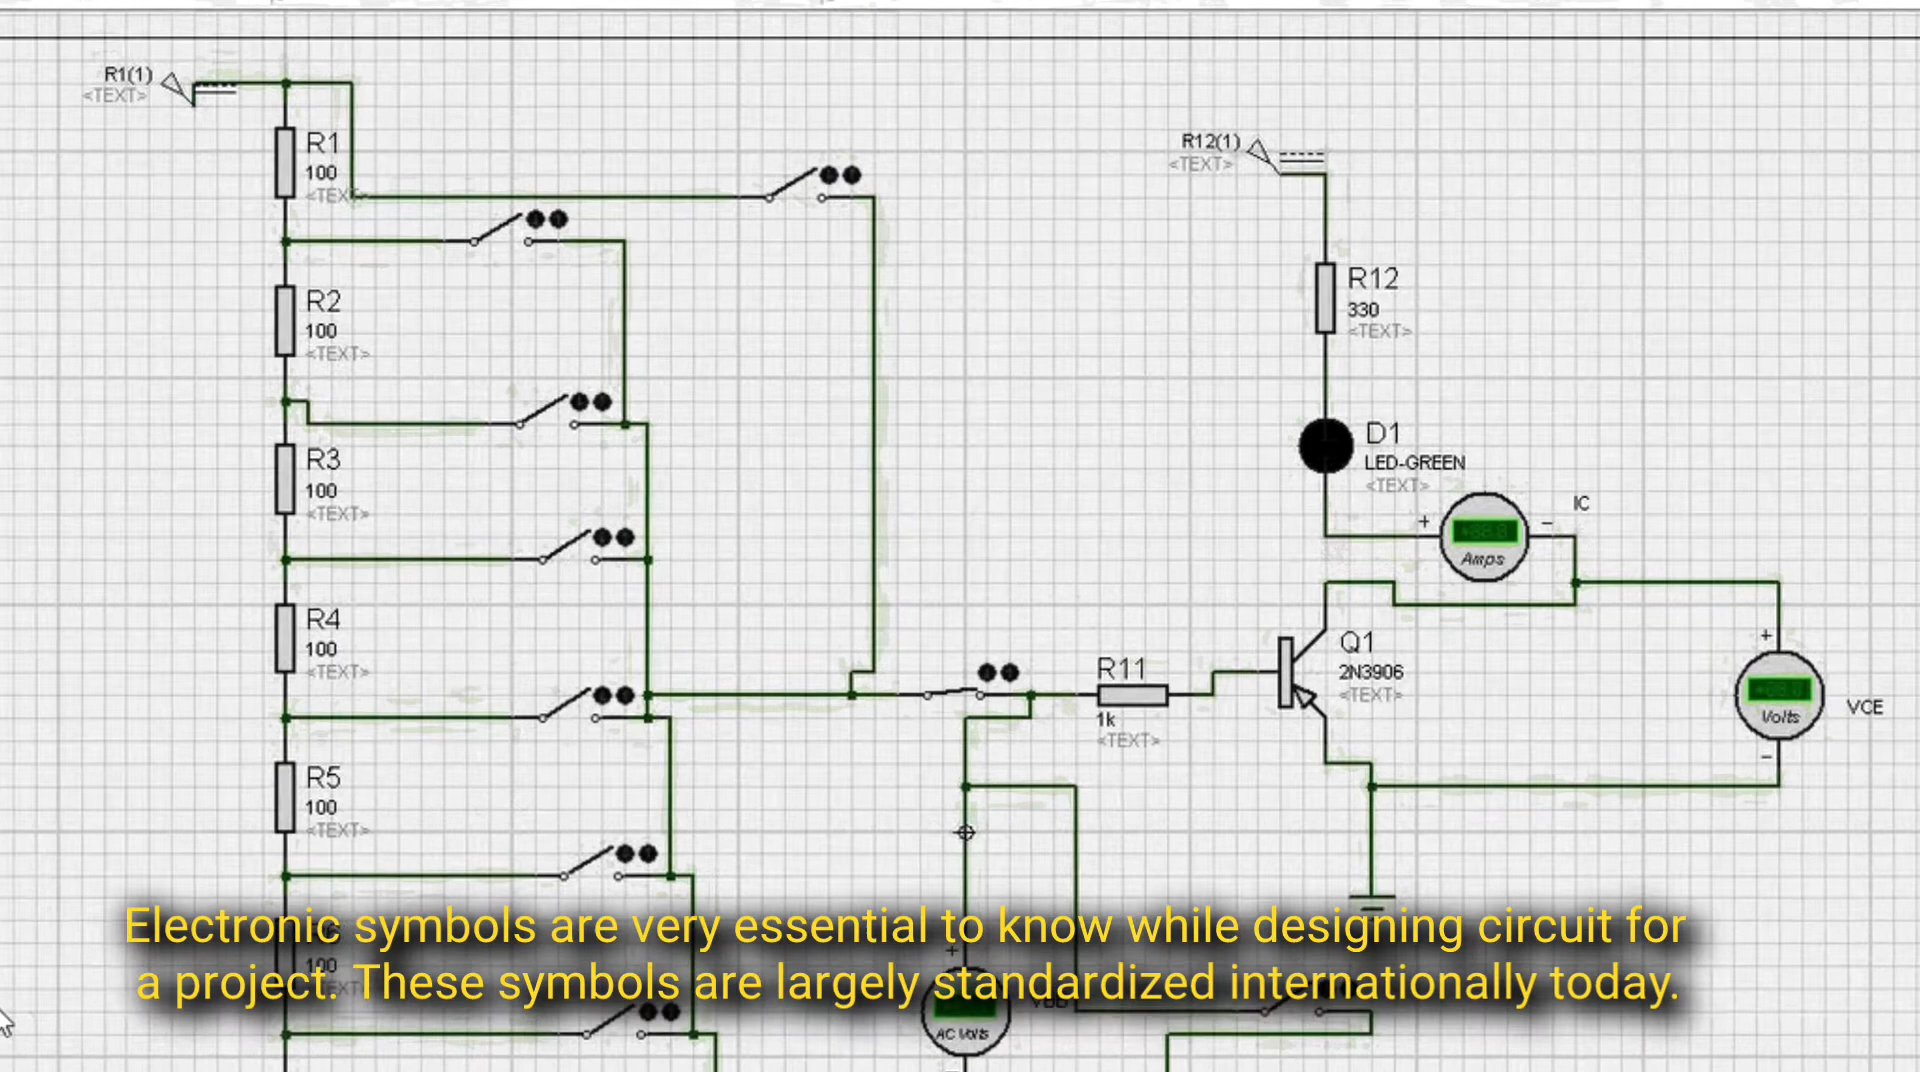 R1(1)
<TEXT>
R1
100
<TEXT>
R2
100
<TEXT>
R3
100
<TEXT>
R4
100
<TEXT>
R5
100
<TEXT>
R12(1)
<TEXT>
R12
330
<TEXT>
D1
LED-GREEN
<TEXT>
+
IC
−
Amps
Q1
2N3906
<TEXT>
R11
1k
<TEXT>
+
Volts
VCE
−
Electronic symbols are very essential to know while designing circuit for
a project. These symbols are largely standardized internationally today.
100
+
AC Volts